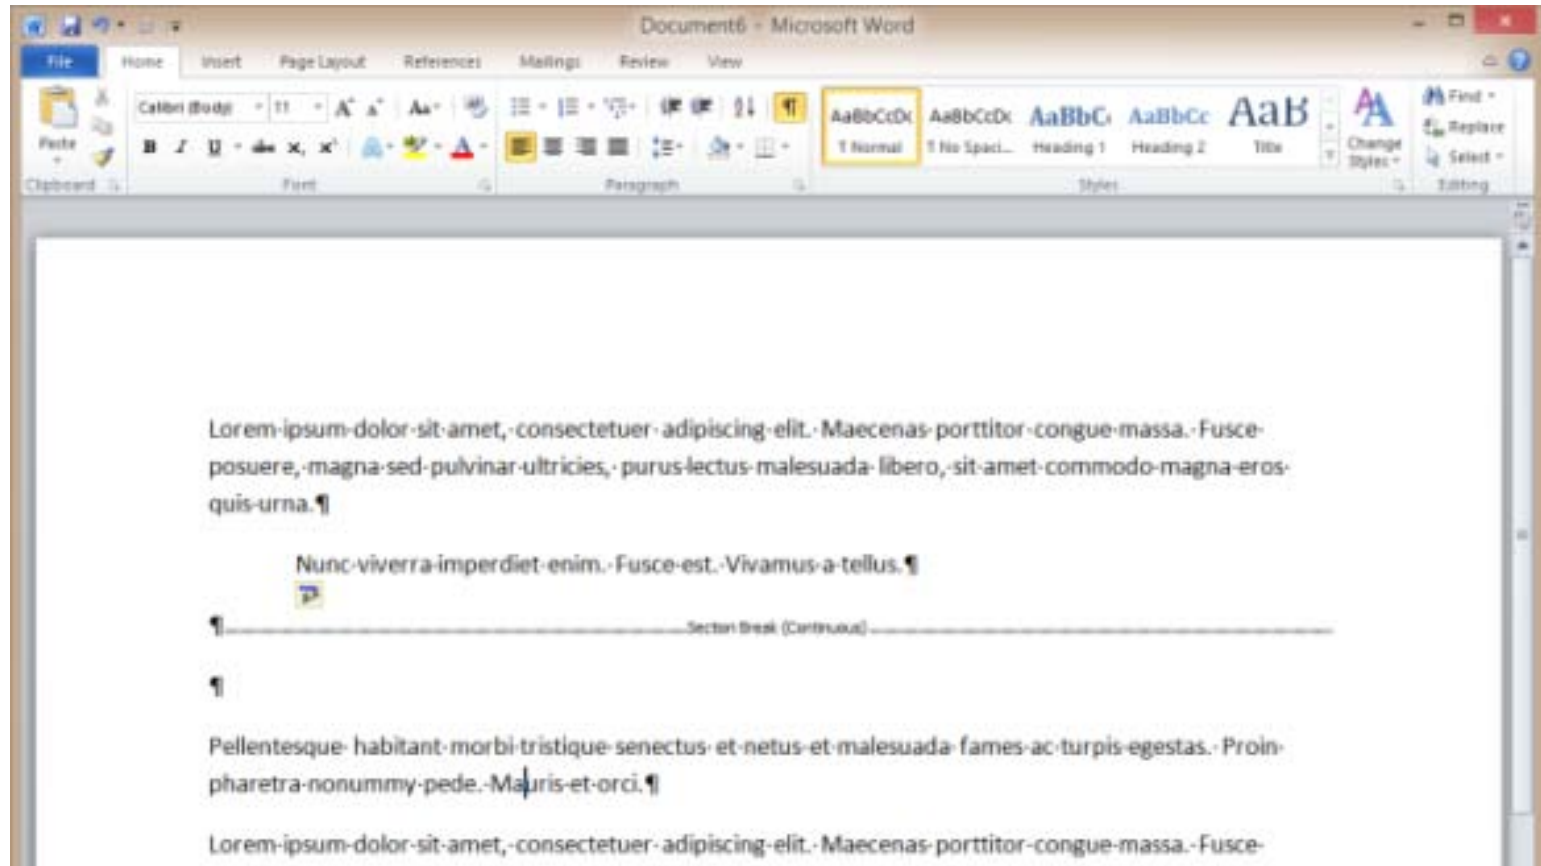 Document6 - Microsoft Word
File Home Insert Page Layout References Mailings Review View
Calibri (Body) 11 A A Aa Find
Paste AaBbCcDc AaBbCcDc AaBbC AaBbCc AaB Change Styles Replace
B I U abc x, x A ¶ Normal ¶ No Spaci... Heading 1 Heading 2 Title Select
Clipboard Font Paragraph Styles Editing
Lorem·ipsum·dolor·sit·amet,·consectetuer·adipiscing·elit.·Maecenas·porttitor·congue·massa.·Fusce·
posuere,·magna·sed·pulvinar·ultricies,·purus·lectus·malesuada·libero,·sit·amet·commodo·magna·eros·
quis·urna.¶
Nunc·viverra·imperdiet·enim.·Fusce·est.·Vivamus·a·tellus.¶
¶ Section Break (Continuous)
¶
Pellentesque·habitant·morbi·tristique·senectus·et·netus·et·malesuada·fames·ac·turpis·egestas.·Proin·
pharetra·nonummy·pede.·Mauris·et·orci.¶
Lorem·ipsum·dolor·sit·amet,·consectetuer·adipiscing·elit.·Maecenas·porttitor·congue·massa.·Fusce·